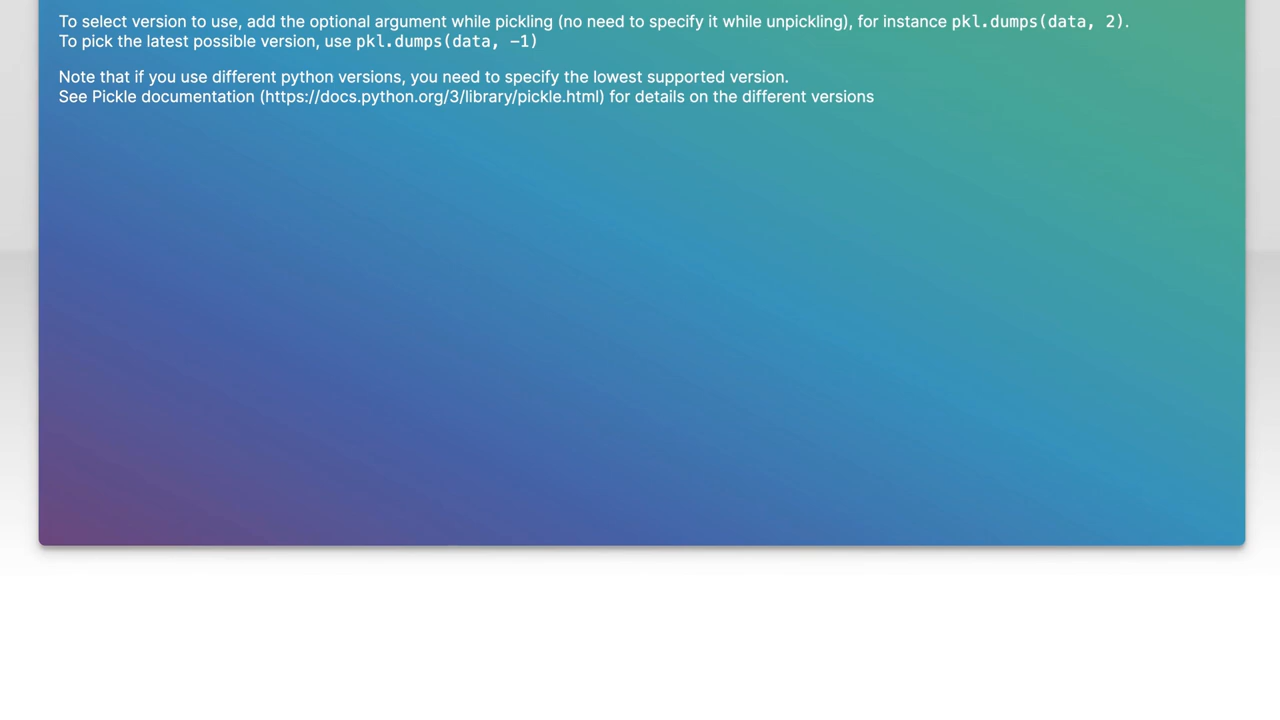 To select version to use, add the optional argument while pickling (no need to specify it while unpickling), for instance pkl.dumps(data, 2).
To pick the latest possible version, use pkl.dumps(data, -1)
Note that if you use different python versions, you need to specify the lowest supported version.
See Pickle documentation (https://docs.python.org/3/library/pickle.html) for details on the different versions